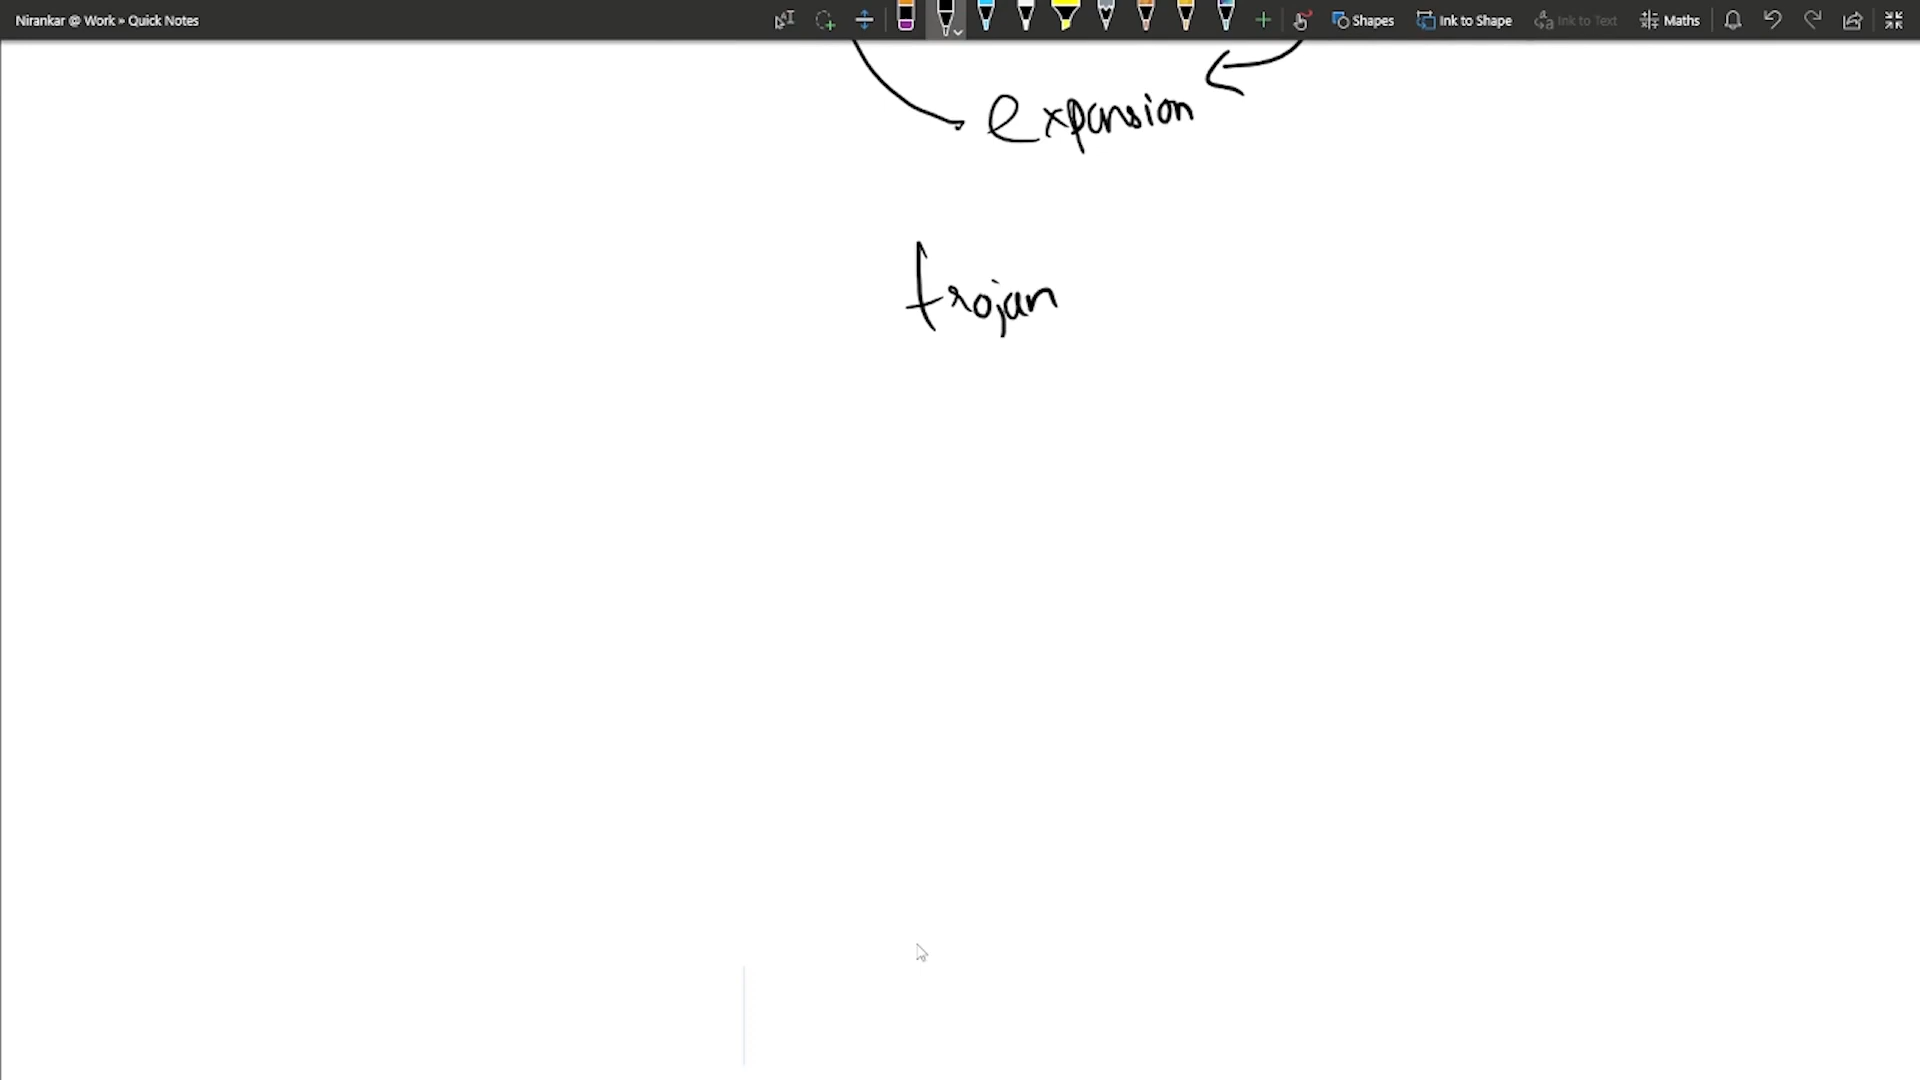 Nirankar @ Work » Quick Notes Shapes Ink to Shape Ink to Text Maths
expansion
trojan